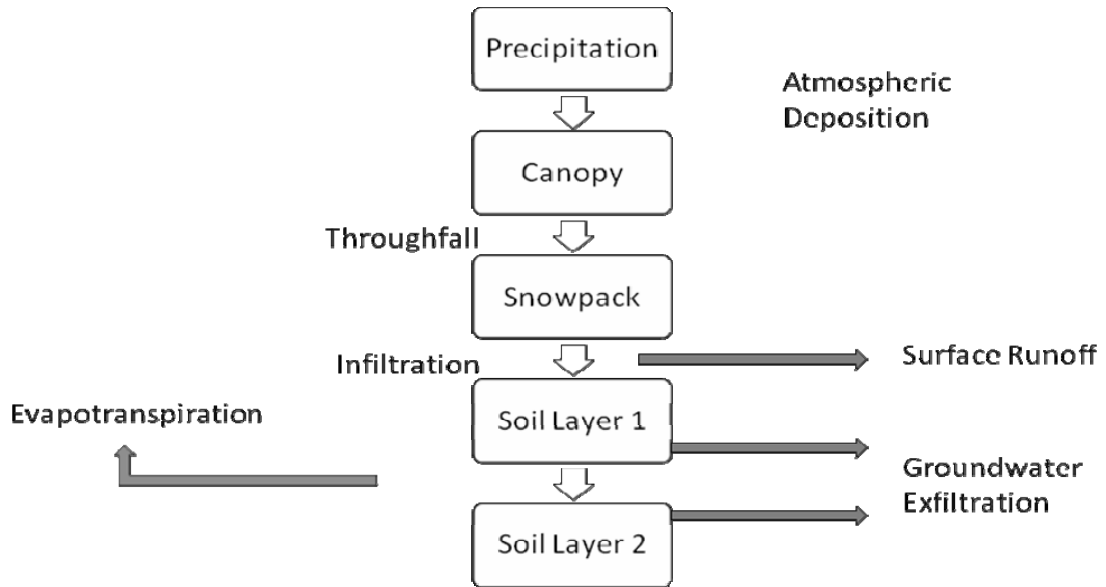 Precipitation
Atmospheric
Deposition
Canopy
Throughfall
Snowpack
Infiltration
Surface Runoff
Soil Layer 1
Evapotranspiration
Groundwater
Exfiltration
Soil Layer 2